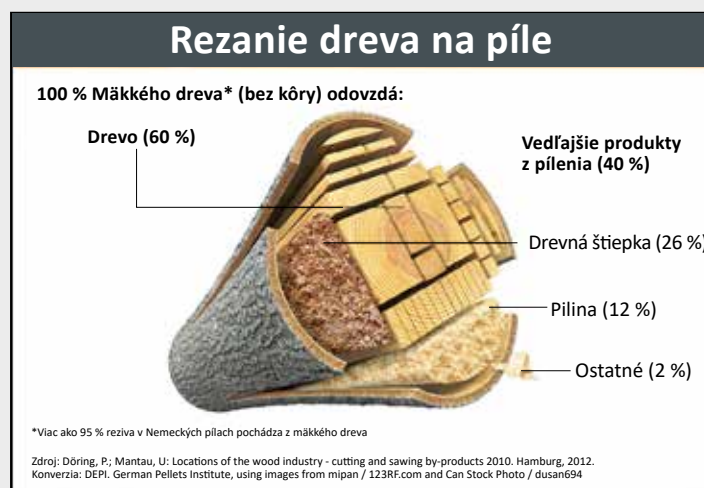 Rezanie dreva na píle
100 % Mäkkého dreva* (bez kôry) odovzdá:
Drevo (60 %)
Vedľajšie produkty
z pílenia (40 %)
Drevná štiepka (26 %)
Pilina (12 %)
Ostatné (2 %)
*Viac ako 95 % reziva v Nemeckých pílach pochádza z mäkkého dreva
Zdroj: Döring, P.; Mantau, U: Locations of the wood industry - cutting and sawing by-products 2010. Hamburg, 2012.
Konverzia: DEPI. German Pellets Institute, using images from mipan / 123RF.com and Can Stock Photo / dusan694